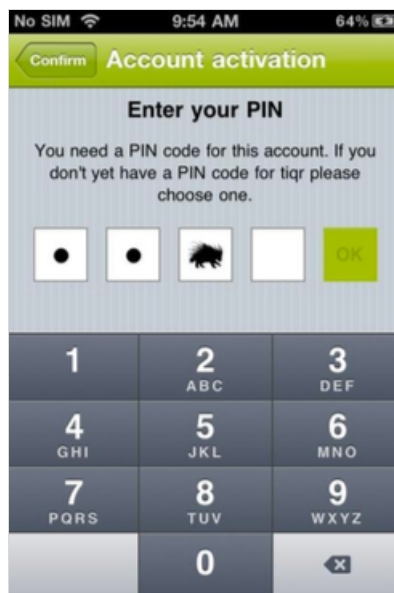 No SIM 9:54 AM 64%
Confirm Account activation
Enter your PIN
You need a PIN code for this account. If you
don't yet have a PIN code for tiqr please
choose one.
OK
1 2 3
ABC DEF
4 5 6
GHI JKL MNO
7 8 9
PQRS TUV WXYZ
0